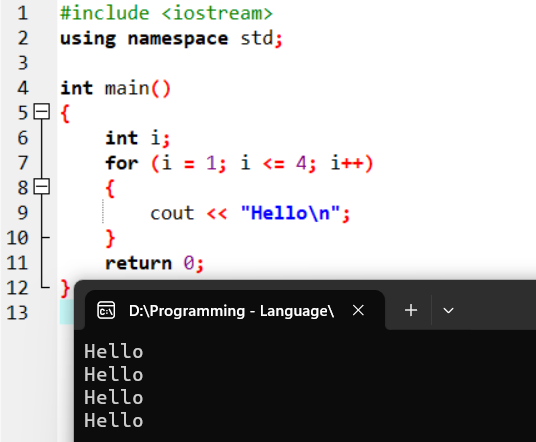 1 #include <iostream>
2 using namespace std;
3
4 int main()
5 {
6 int i;
7 for (i = 1; i <= 4; i++)
8 {
9 cout << "Hello\n";
10 }
11 return 0;
12 }
13
D:\Programming - Language\
Hello
Hello
Hello
Hello